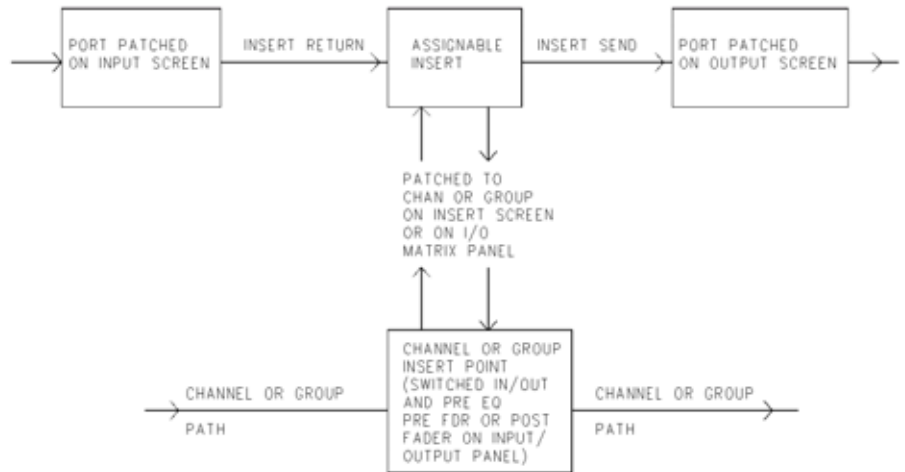 PORT PATCHED
ON INPUT SCREEN
INSERT RETURN
ASSIGNABLE
INSERT
INSERT SEND
PORT PATCHED
ON OUTPUT SCREEN
PATCHED TO
CHAN OR GROUP
ON INSERT SCREEN
OR ON I/O
MATRIX PANEL
CHANNEL OR GROUP
PATH
CHANNEL OR GROUP
INSERT POINT
(SWITCHED IN/OUT
AND PRE EQ
PRE FDR OR POST
FADER ON INPUT/
OUTPUT PANEL)
CHANNEL OR GROUP
PATH